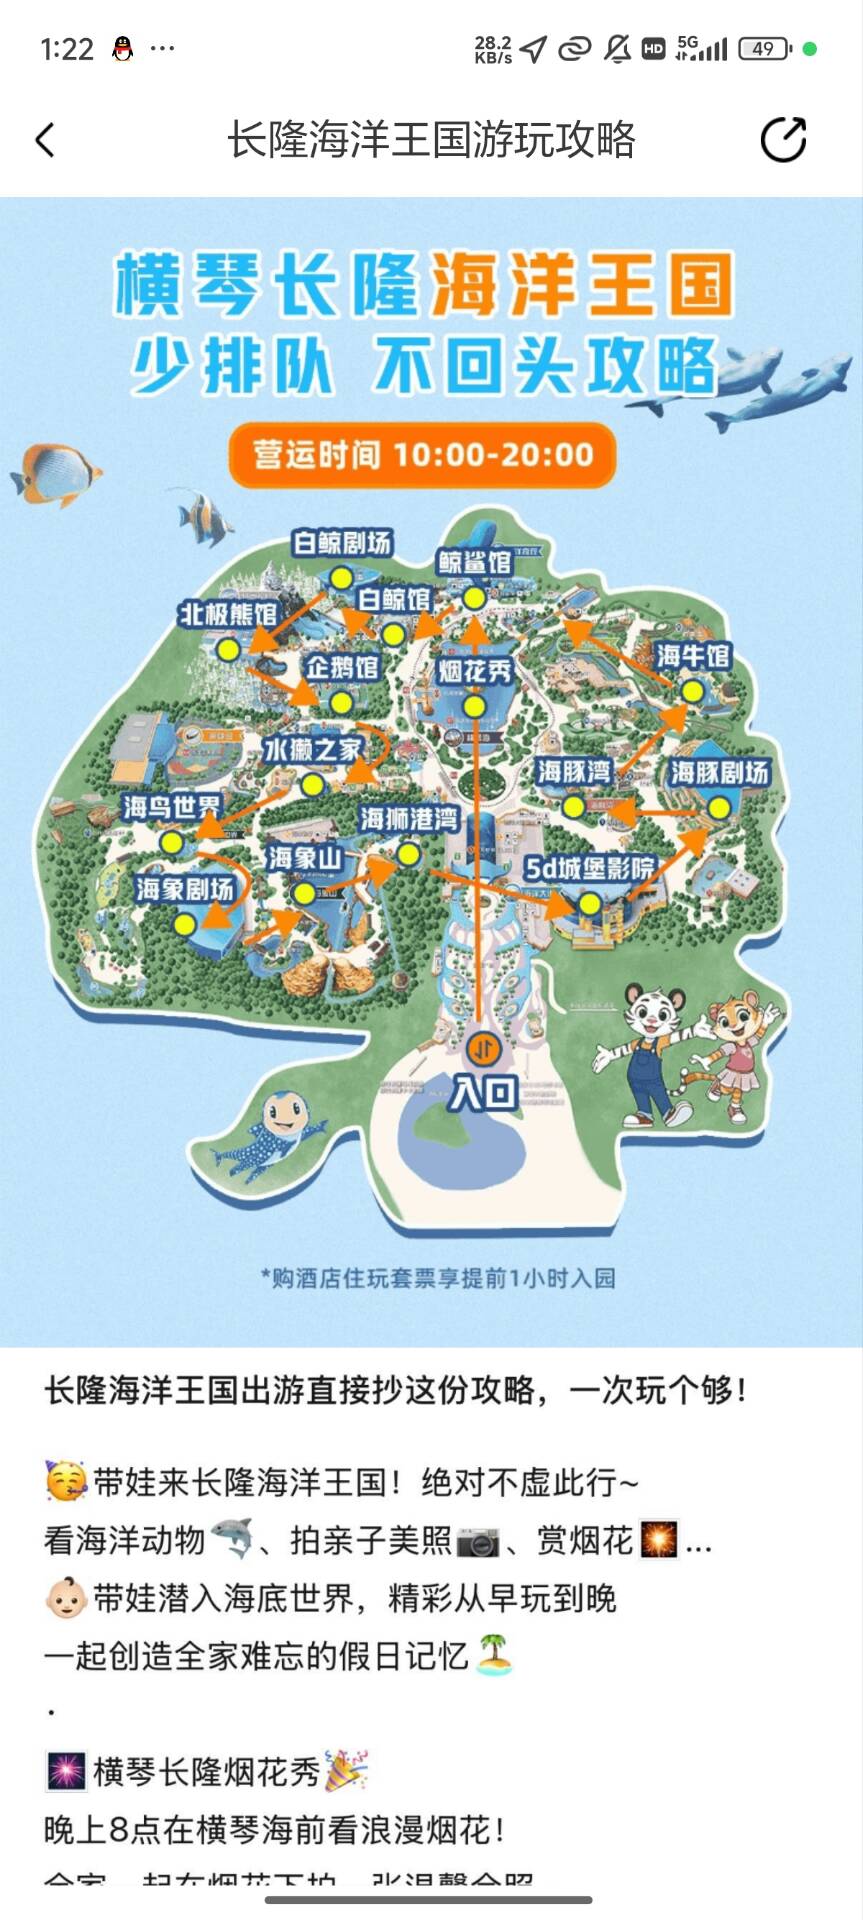 1:22
28.2 KB/s
HD
5G
49
长隆海洋王国游玩攻略
横琴长隆海洋王国
少排队 不回头攻略
营运时间 10:00-20:00
白鲸剧场
鲸鲨馆
白鲸馆
北极熊馆
企鹅馆
烟花秀
海牛馆
水獭之家
海豚湾
海豚剧场
海鸟世界
海狮港湾
海象山
5d城堡影院
海象剧场
入口
*购酒店住玩套票享提前1小时入园
长隆海洋王国出游直接抄这份攻略，一次玩个够！
🥳带娃来长隆海洋王国！绝对不虚此行~
看海洋动物🐬、拍亲子美照📷、赏烟花🎇...
👶🏻带娃潜入海底世界，精彩从早玩到晚
一起创造全家难忘的假日记忆🏝️
.
🎆横琴长隆烟花秀🎉
晚上8点在横琴海前看浪漫烟花！